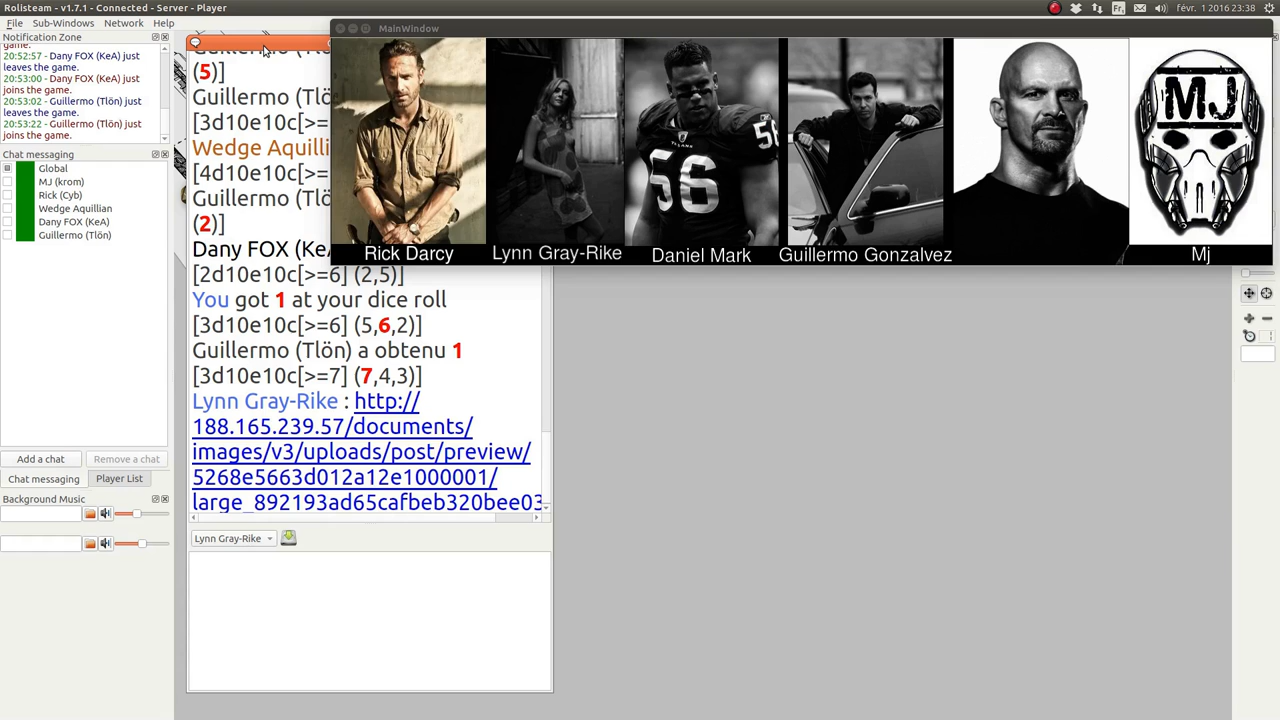 Rolisteam - v1.7.1 - Connected - Server - Player
févr. 1 2016 23:38
File Sub-Windows Network Help
Fr
MainWindow
Notification Zone
game.
20:52:57 - Dany FOX (KeA) just
leaves the game.
20:53:00 - Dany FOX (KeA) just
joins the game.
20:53:02 - Guillermo (Tlön) just
leaves the game.
20:53:22 - Guillermo (Tlön) just
joins the game.
Chat messaging
Global
MJ (krom)
Rick (Cyb)
Wedge Aquillian
Dany FOX (KeA)
Guillermo (Tlön)
Add a chat
Remove a chat
Chat messaging
Player List
Background Music
(5)]
Guillermo (Tlö
[3d10e10c[>=
Wedge Aquilli
[4d10e10c[>=
Guillermo (Tlö
(2)]
Dany FOX (KeA
[2d10e10c[>=6] (2,5)]
You got 1 at your dice roll
[3d10e10c[>=6] (5,6,2)]
Guillermo (Tlön) a obtenu 1
[3d10e10c[>=7] (7,4,3)]
Lynn Gray-Rike : http://
188.165.239.57/documents/
images/v3/uploads/post/preview/
5268e5663d012a12e1000001/
large_892193ad65cafbeb320bee03
Lynn Gray-Rike
56
56
MJ
Rick Darcy
Lynn Gray-Rike
Daniel Mark
Guillermo Gonzalvez
Mj
1